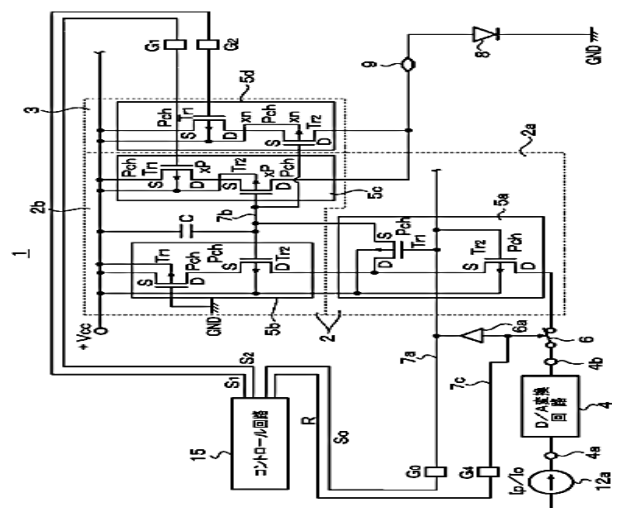 1
2b
3
+Vcc
Pch
Tr1
S
D
Pch
Tr2
S
D
5b
GND
C
7b
Pch
Tr1
S
xP
D
Tr2
S
xP
D
Pch
5c
Pch
Tr1
S
D
xn
Pch
xn
S
D
Tr2
5d
G1
G2
2a
9
8
GND
2
S
Pch
D
Tr1
5a
Tr2
S
Pch
D
S1
S2
15
コントロール回路
R
So
7a
7c
6a
6
G0
G4
4b
D/A変換
回路
4
4a
Ip/Io
12a